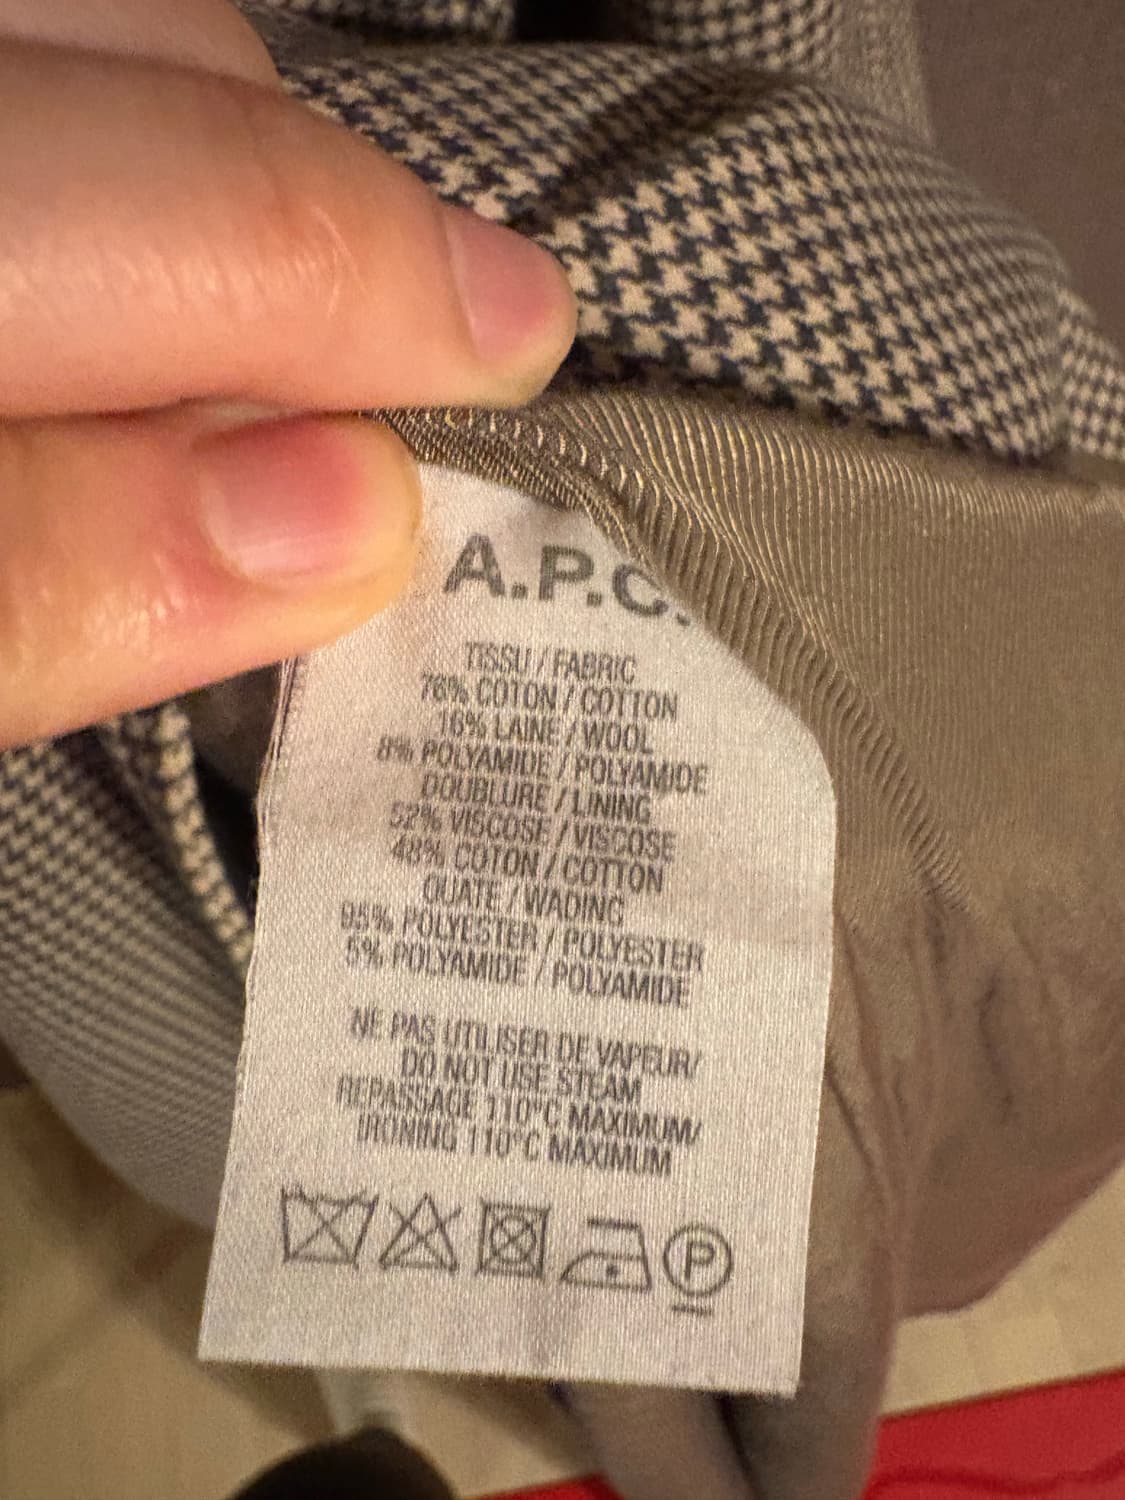 A.P.C.
TISSU / FABRIC
76% COTON / COTTON
16% LAINE / WOOL
8% POLYAMIDE / POLYAMIDE
DOUBLURE / LINING
52% VISCOSE / VISCOSE
48% COTON / COTTON
OUATE / WADING
95% POLYESTER / POLYESTER
5% POLYAMIDE / POLYAMIDE
NE PAS UTILISER DE VAPEUR/
DO NOT USE STEAM
REPASSAGE 110°C MAXIMUM/
IRONING 110°C MAXIMUM
P